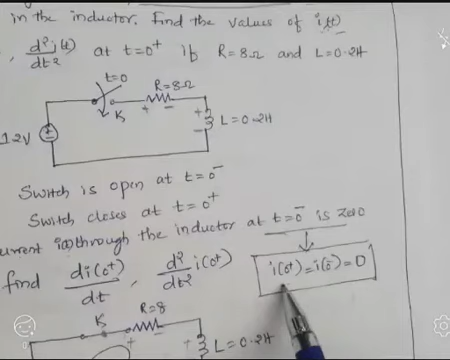 in the inductor. Find the values of i(t)
, d²i(t)/dt² at t=0⁺ if R=8Ω and L=0.2H
t=0
R=8Ω
K
+ −
+
−
L=0.2H
12V
Switch is open at t=0⁻
Switch closes at t=0⁺
current through the inductor at t=0⁻ is zero
find di(0⁺)/dt , d²/dt² i(0⁺)
i(0⁺)=i(0⁻)=0
R=8
K
+ −
+
L=0.2H